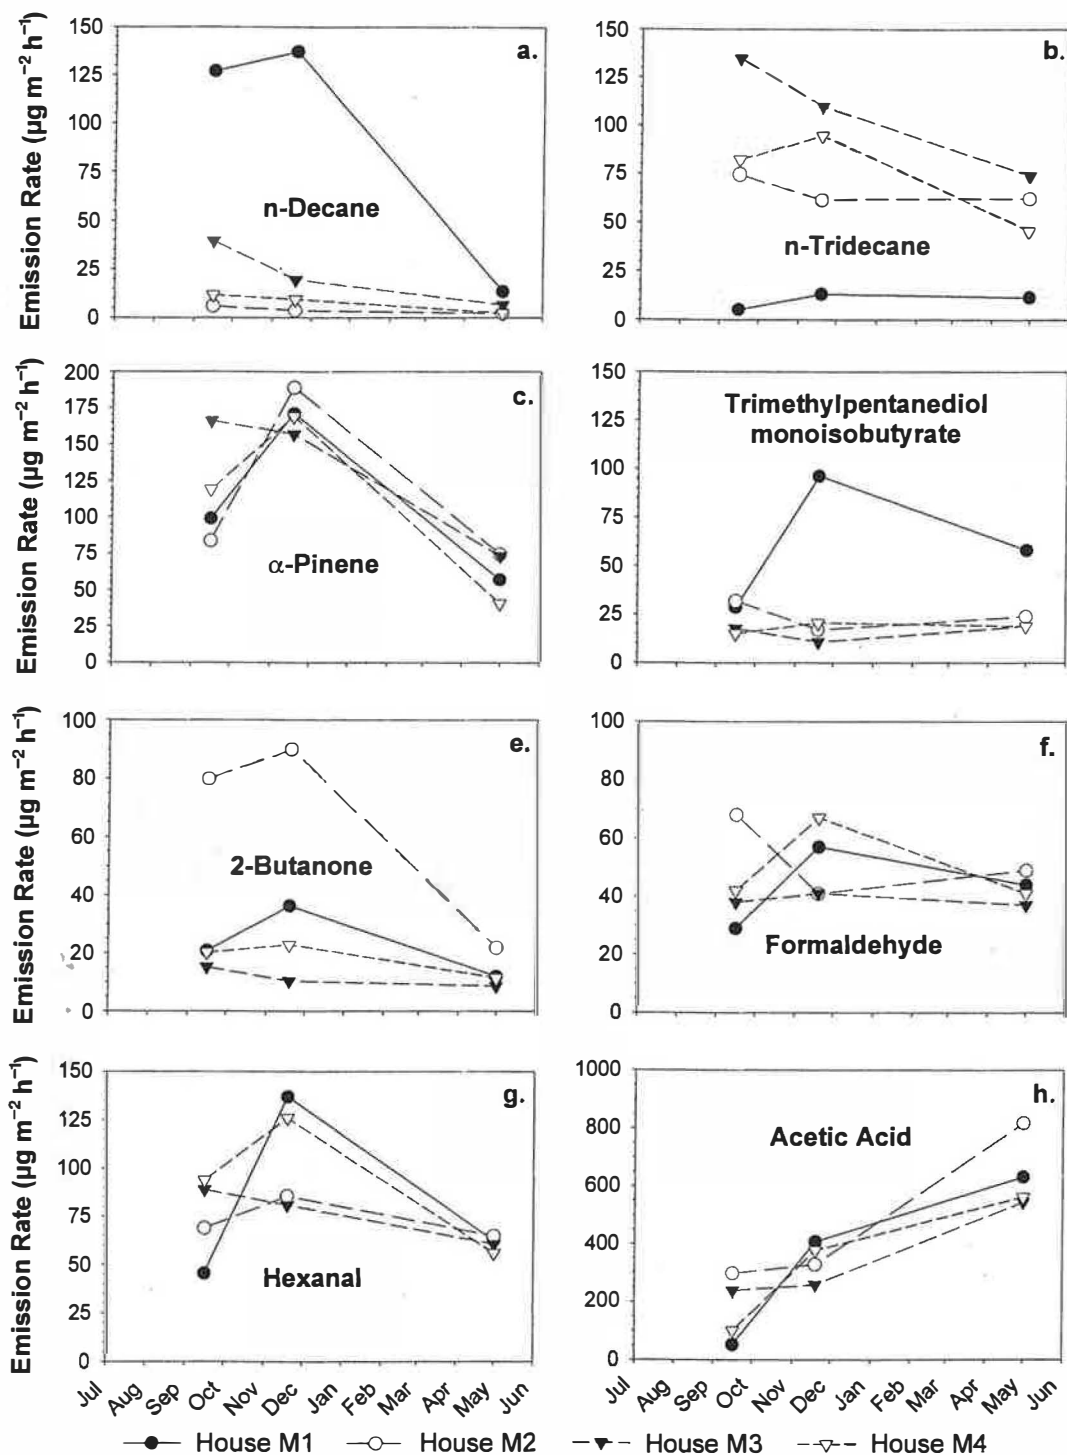 Emission Rate (µg m⁻² h⁻¹)
150
125
100
75
50
25
0
a.
n-Decane
150
125
100
75
50
25
0
b.
n-Tridecane
Emission Rate (µg m⁻² h⁻¹)
200
175
150
125
100
75
50
25
0
c.
α-Pinene
150
125
100
75
50
25
0
Trimethylpentanediol
monoisobutyrate
Emission Rate (µg m⁻² h⁻¹)
100
80
60
40
20
0
e.
2-Butanone
100
80
60
40
20
0
f.
Formaldehyde
Emission Rate (µg m⁻² h⁻¹)
150
125
100
75
50
25
0
g.
Hexanal
Jul Aug Sep Oct Nov Dec Jan Feb Mar Apr May Jun
1000
800
600
400
200
0
h.
Acetic Acid
Jul Aug Sep Oct Nov Dec Jan Feb Mar Apr May Jun
House M1 House M2 House M3 House M4